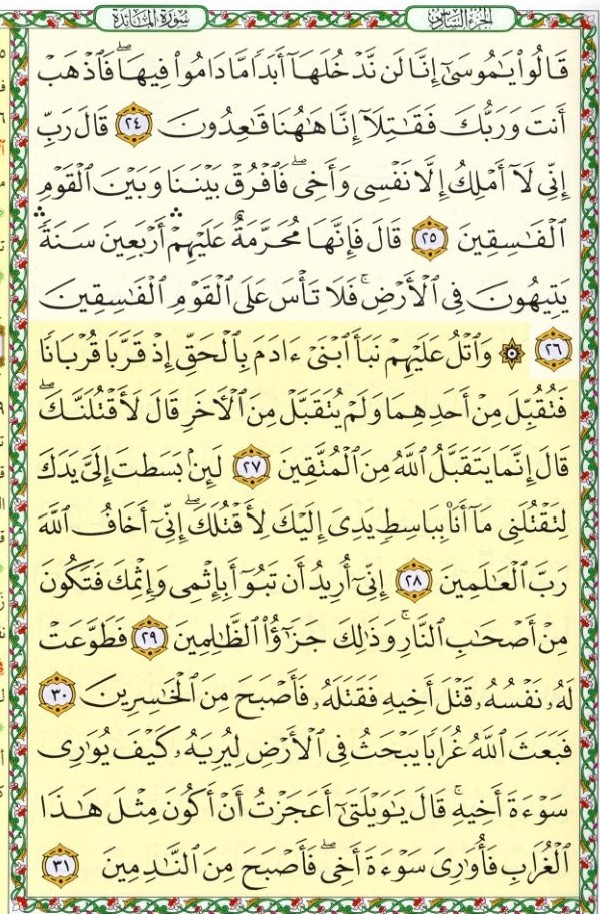 الجزء السادس سورة المائدة
قَالُوا۟ يَـٰمُوسَىٰٓ إِنَّا لَن نَّدْخُلَهَآ أَبَدًا مَّا دَامُوا۟ فِيهَا ۖ فَٱذْهَبْ
أَنتَ وَرَبُّكَ فَقَـٰتِلَآ إِنَّا هَـٰهُنَا قَـٰعِدُونَ ٢٤ قَالَ رَبِّ
إِنِّى لَآ أَمْلِكُ إِلَّا نَفْسِى وَأَخِى ۖ فَٱفْرُقْ بَيْنَنَا وَبَيْنَ ٱلْقَوْمِ
ٱلْفَـٰسِقِينَ ٢٥ قَالَ فَإِنَّهَا مُحَرَّمَةٌ ۛ عَلَيْهِمْ ۛ أَرْبَعِينَ سَنَةً ۛ
يَتِيهُونَ فِى ٱلْأَرْضِ ۚ فَلَا تَأْسَ عَلَى ٱلْقَوْمِ ٱلْفَـٰسِقِينَ
٢٦ ۞ وَٱتْلُ عَلَيْهِمْ نَبَأَ ٱبْنَىْ ءَادَمَ بِٱلْحَقِّ إِذْ قَرَّبَا قُرْبَانًا
فَتُقُبِّلَ مِنْ أَحَدِهِمَا وَلَمْ يُتَقَبَّلْ مِنَ ٱلْـَٔاخَرِ قَالَ لَأَقْتُلَنَّكَ ۖ
قَالَ إِنَّمَا يَتَقَبَّلُ ٱللَّهُ مِنَ ٱلْمُتَّقِينَ ٢٧ لَئِنۢ بَسَطتَ إِلَىَّ يَدَكَ
لِتَقْتُلَنِى مَآ أَنَا۠ بِبَاسِطٍ يَدِىَ إِلَيْكَ لِأَقْتُلَكَ ۖ إِنِّىٓ أَخَافُ ٱللَّهَ
رَبَّ ٱلْعَـٰلَمِينَ ٢٨ إِنِّىٓ أُرِيدُ أَن تَبُوٓأَ بِإِثْمِى وَإِثْمِكَ فَتَكُونَ
مِنْ أَصْحَـٰبِ ٱلنَّارِ ۚ وَذَٰلِكَ جَزَٰٓؤُا۟ ٱلظَّـٰلِمِينَ ٢٩ فَطَوَّعَتْ
لَهُۥ نَفْسُهُۥ قَتْلَ أَخِيهِ فَقَتَلَهُۥ فَأَصْبَحَ مِنَ ٱلْخَـٰسِرِينَ ٣٠
فَبَعَثَ ٱللَّهُ غُرَابًا يَبْحَثُ فِى ٱلْأَرْضِ لِيُرِيَهُۥ كَيْفَ يُوَٰرِى
سَوْءَةَ أَخِيهِ ۚ قَالَ يَـٰوَيْلَتَىٰٓ أَعَجَزْتُ أَنْ أَكُونَ مِثْلَ هَـٰذَا
ٱلْغُرَابِ فَأُوَٰرِىَ سَوْءَةَ أَخِى ۖ فَأَصْبَحَ مِنَ ٱلنَّـٰدِمِينَ ٣١